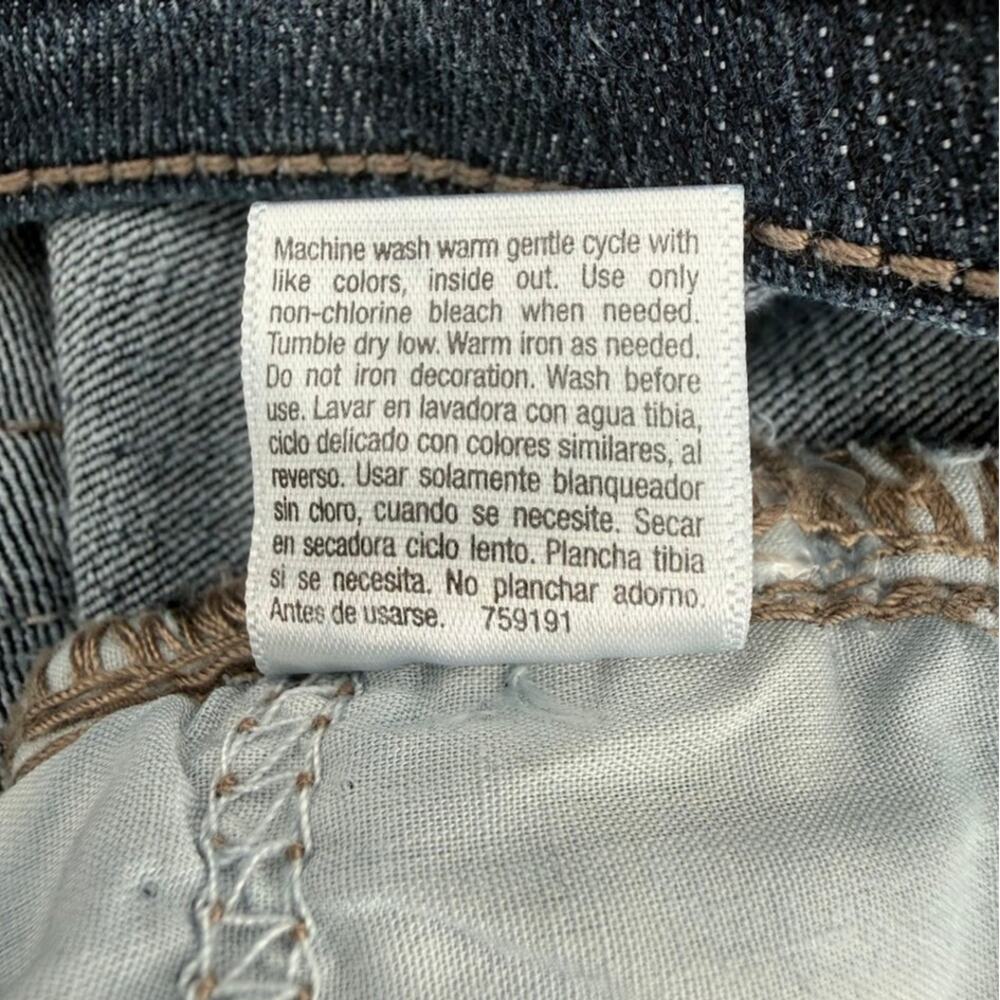 Machine wash warm gentle cycle with
like colors, inside out. Use only
non-chlorine bleach when needed.
Tumble dry low. Warm iron as needed.
Do not iron decoration. Wash before
use. Lavar en lavadora con agua tibia,
ciclo delicado con colores similares, al
reverso. Usar solamente blanqueador
sin cloro, cuando se necesite. Secar
en secadora ciclo lento. Plancha tibia
si se necesita. No planchar adorno.
Antes de usarse. 759191